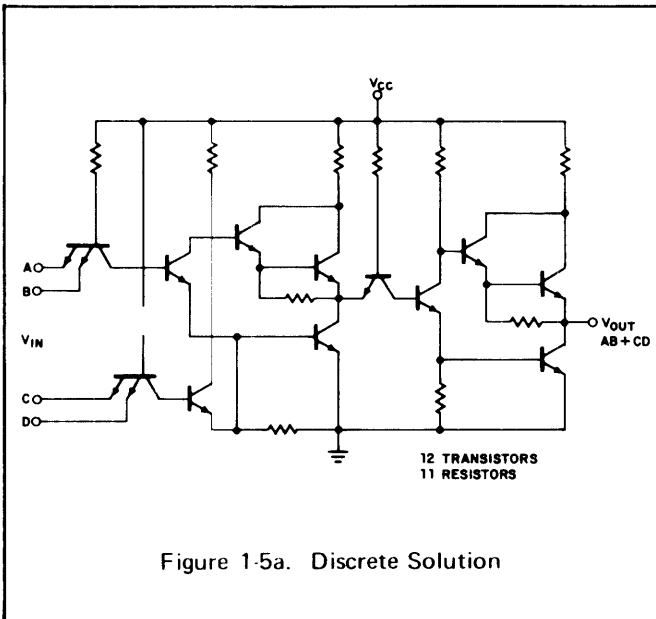 VCC
A
B
VIN
C
D
VOUT
AB + CD
12 TRANSISTORS
11 RESISTORS
Figure 1-5a. Discrete Solution